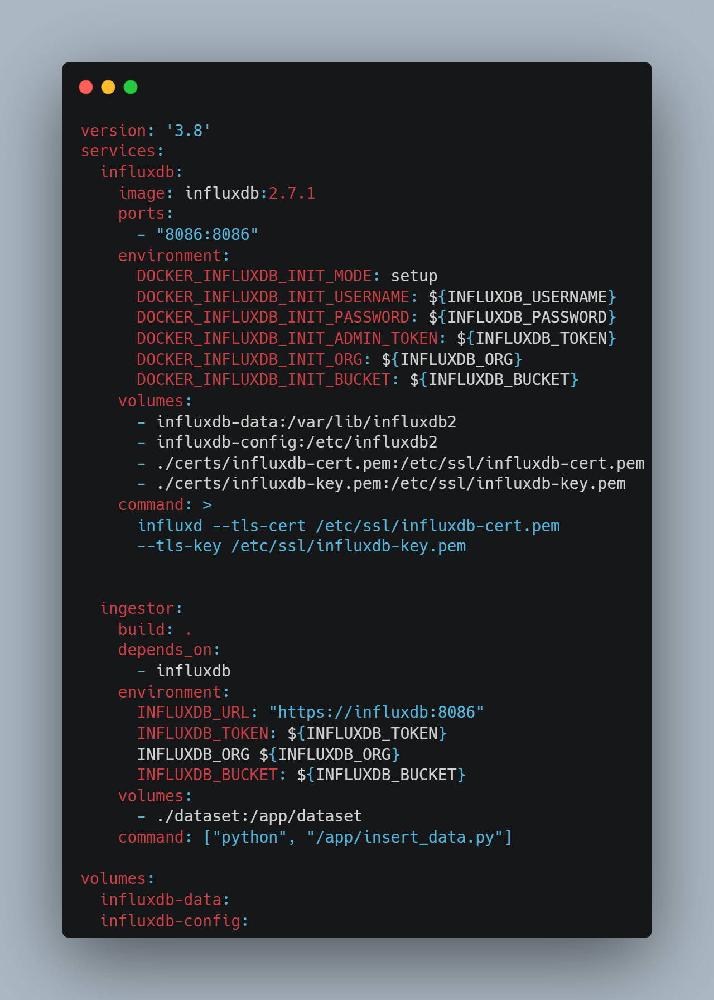 version: '3.8'
services:
  influxdb:
    image: influxdb:2.7.1
    ports:
      - "8086:8086"
    environment:
      DOCKER_INFLUXDB_INIT_MODE: setup
      DOCKER_INFLUXDB_INIT_USERNAME: ${INFLUXDB_USERNAME}
      DOCKER_INFLUXDB_INIT_PASSWORD: ${INFLUXDB_PASSWORD}
      DOCKER_INFLUXDB_INIT_ADMIN_TOKEN: ${INFLUXDB_TOKEN}
      DOCKER_INFLUXDB_INIT_ORG: ${INFLUXDB_ORG}
      DOCKER_INFLUXDB_INIT_BUCKET: ${INFLUXDB_BUCKET}
    volumes:
      - influxdb-data:/var/lib/influxdb2
      - influxdb-config:/etc/influxdb2
      - ./certs/influxdb-cert.pem:/etc/ssl/influxdb-cert.pem
      - ./certs/influxdb-key.pem:/etc/ssl/influxdb-key.pem
    command: >
      influxd --tls-cert /etc/ssl/influxdb-cert.pem
      --tls-key /etc/ssl/influxdb-key.pem
  ingestor:
    build: .
    depends_on:
      - influxdb
    environment:
      INFLUXDB_URL: "https://influxdb:8086"
      INFLUXDB_TOKEN: ${INFLUXDB_TOKEN}
      INFLUXDB_ORG ${INFLUXDB_ORG}
      INFLUXDB_BUCKET: ${INFLUXDB_BUCKET}
    volumes:
      - ./dataset:/app/dataset
    command: ["python", "/app/insert_data.py"]
volumes:
  influxdb-data:
  influxdb-config: